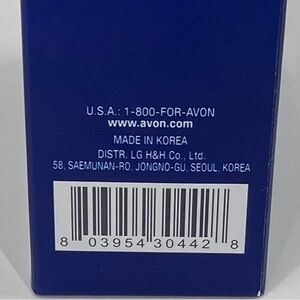 U.S.A.: 1-800-FOR-AVON
www.avon.com
MADE IN KOREA
DISTR. LG H&H Co., Ltd.
58, SAEMUNAN-RO, JONGNO-GU, SEOUL, KOREA
8 03954 30442 8